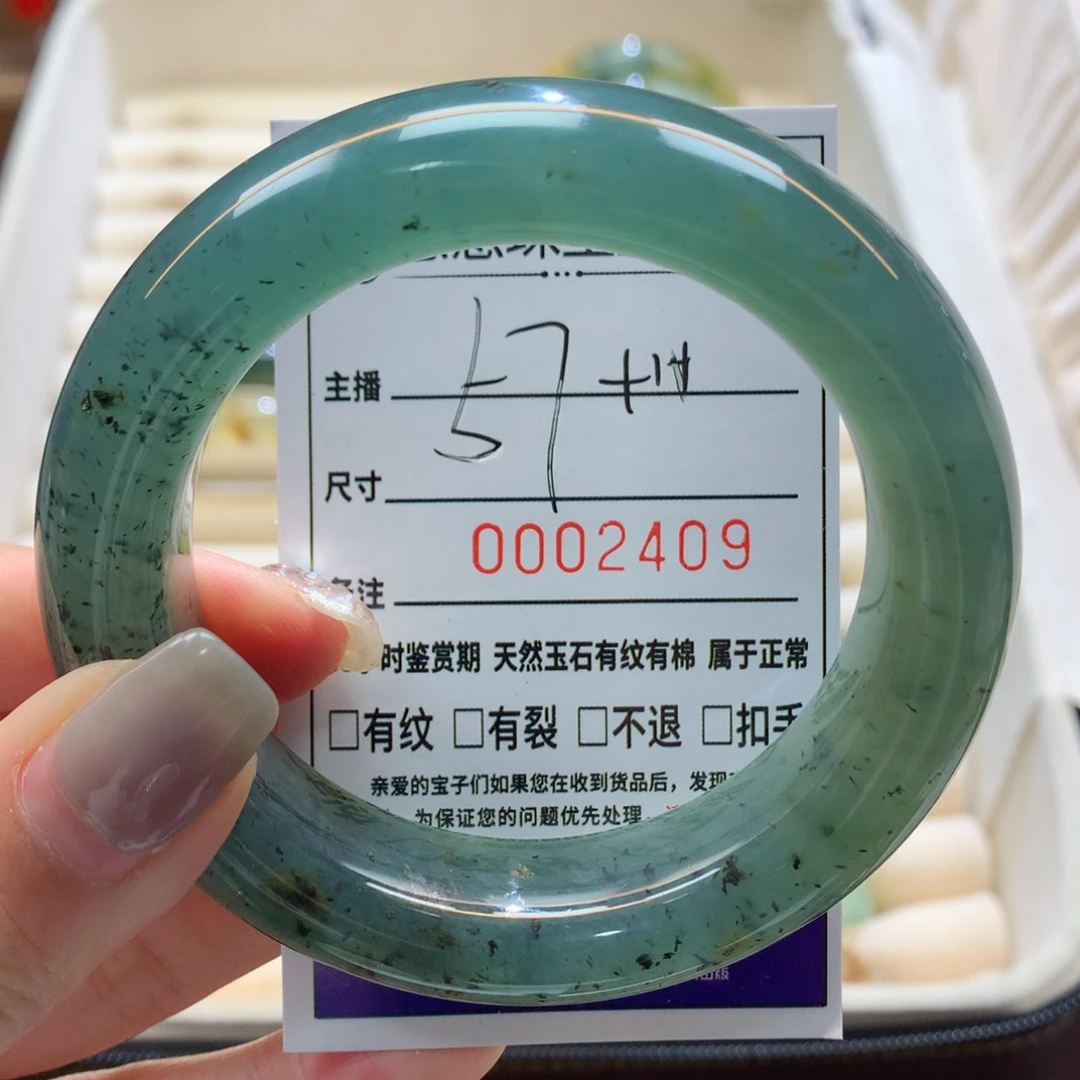 主播
57
尺寸
0002409
备注
时鉴赏期 天然玉石有纹有棉 属于正常
□有纹 □有裂 □不退 □扣手
亲爱的宝子们如果您在收到货品后，发现
为保证您的问题优先处理
出版